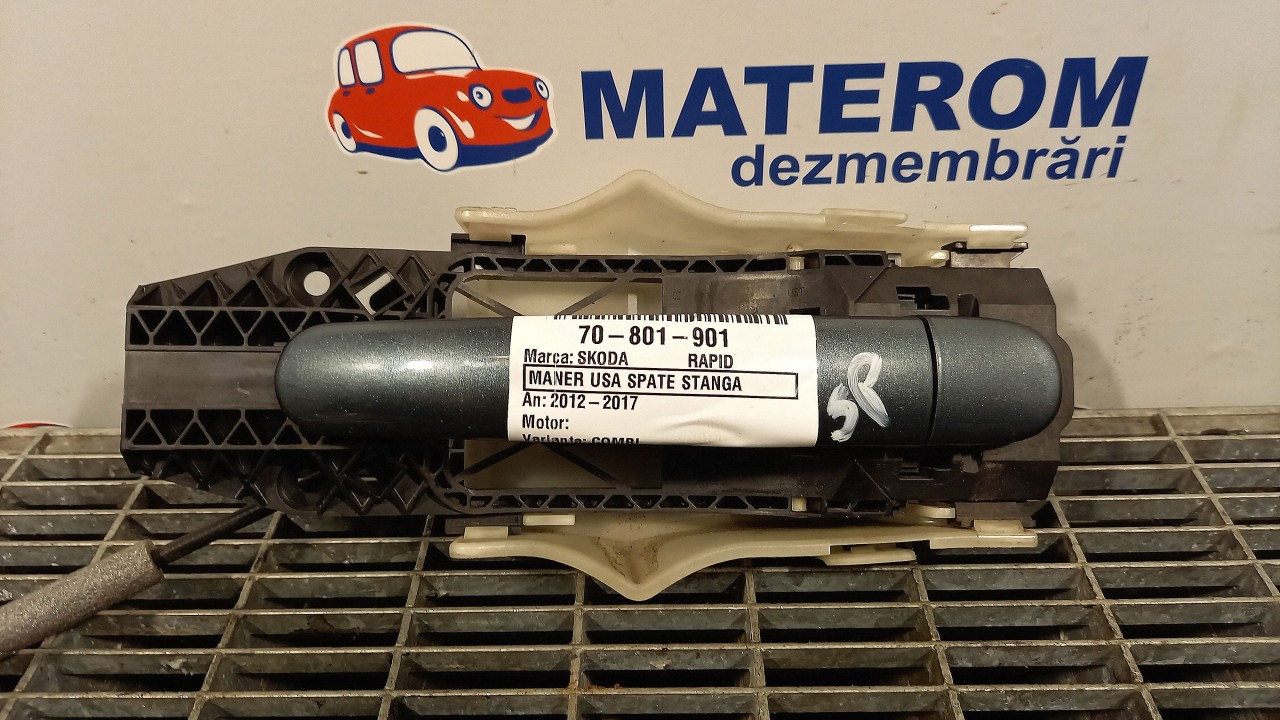 MATEROM
dezmembrări
70-801-901
Marca: SKODA RAPID
MANER USA SPATE STANGA
An: 2012-2017
Motor:
Varianta: COMBI
SR